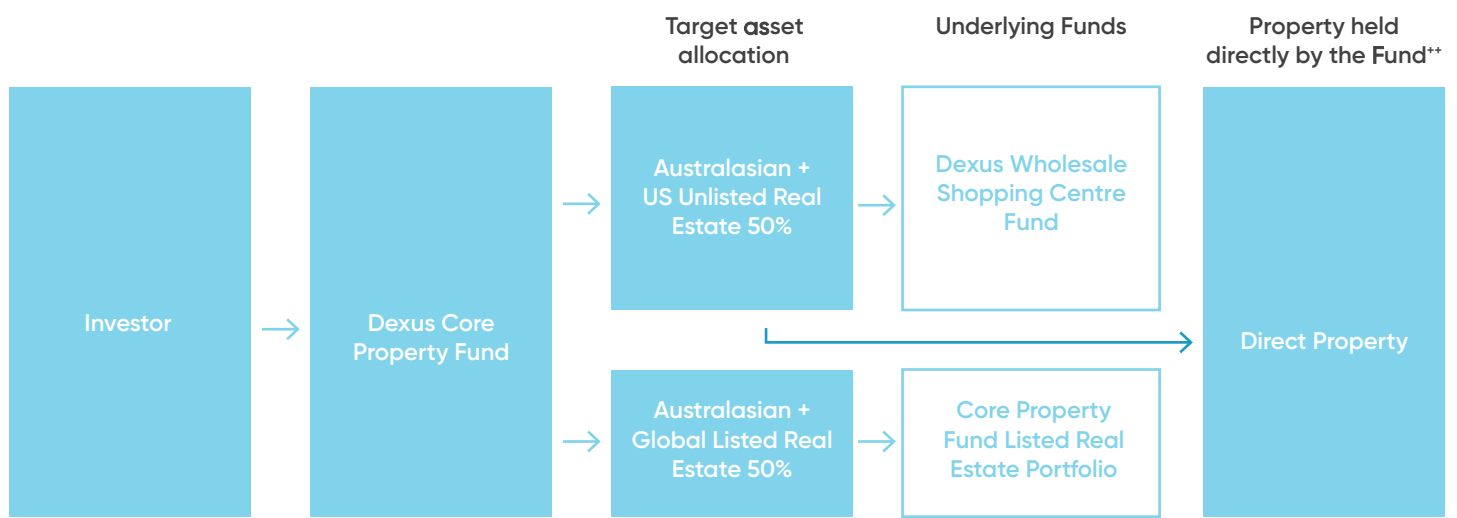 Target asset
allocation
Underlying Funds
Property held
directly by the Fund++
Investor
Dexus Core
Property Fund
Australasian +
US Unlisted Real
Estate 50%
Dexus Wholesale
Shopping Centre
Fund
Direct Property
Australasian +
Global Listed Real
Estate 50%
Core Property
Fund Listed Real
Estate Portfolio